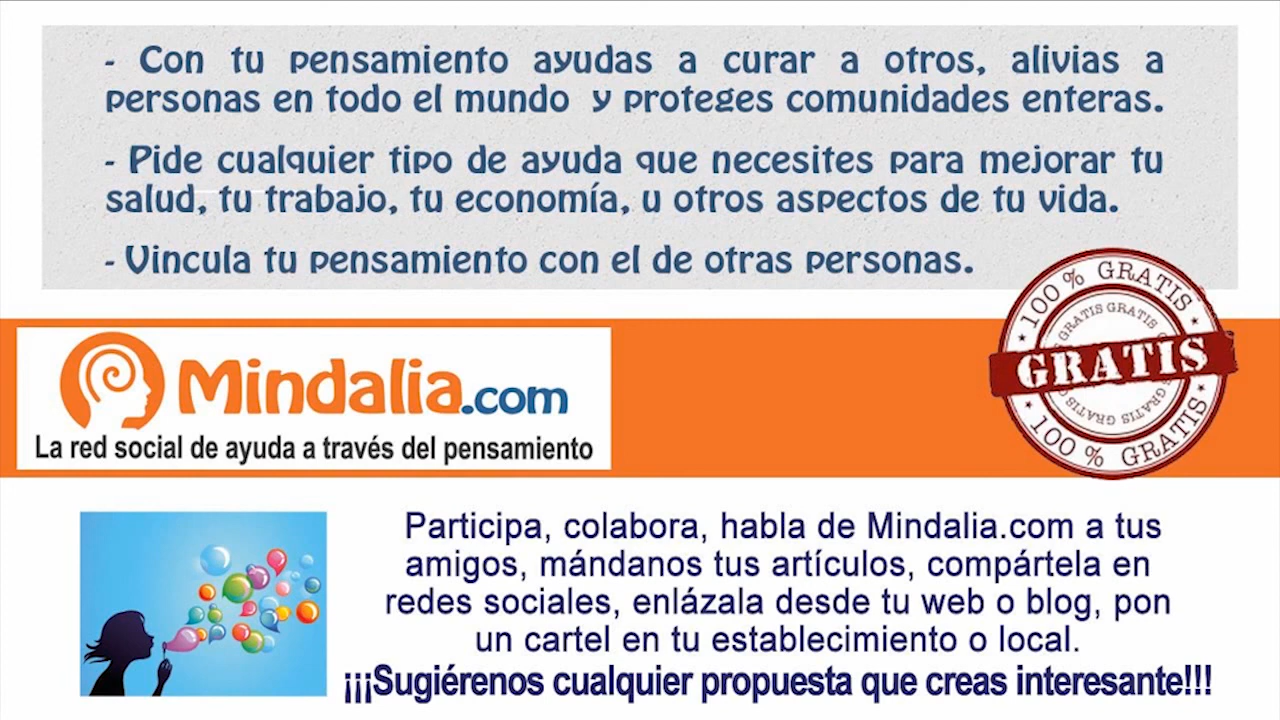 - Con tu pensamiento ayudas a curar a otros, alivias a
personas en todo el mundo y proteges comunidades enteras.
- Pide cualquier tipo de ayuda que necesites para mejorar tu
salud, tu trabajo, tu economía, u otros aspectos de tu vida.
- Vincula tu pensamiento con el de otras personas.
100 % GRATIS
GRATIS GRATIS
GRATIS
GRATIS GRATIS
100 % GRATIS
Mindalia.com
La red social de ayuda a través del pensamiento
Participa, colabora, habla de Mindalia.com a tus
amigos, mándanos tus artículos, compártela en
redes sociales, enlázala desde tu web o blog, pon
un cartel en tu establecimiento o local.
¡¡¡Sugiérenos cualquier propuesta que creas interesante!!!